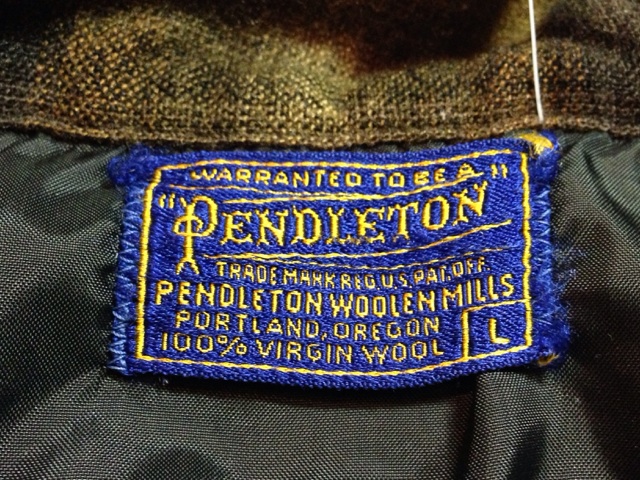 WARRANTED TO BE A
"PENDLETON"
TRADE MARK REG U.S. PAT. OFF.
PENDLETON WOOLEN MILLS
PORTLAND, OREGON
100% VIRGIN WOOL
L